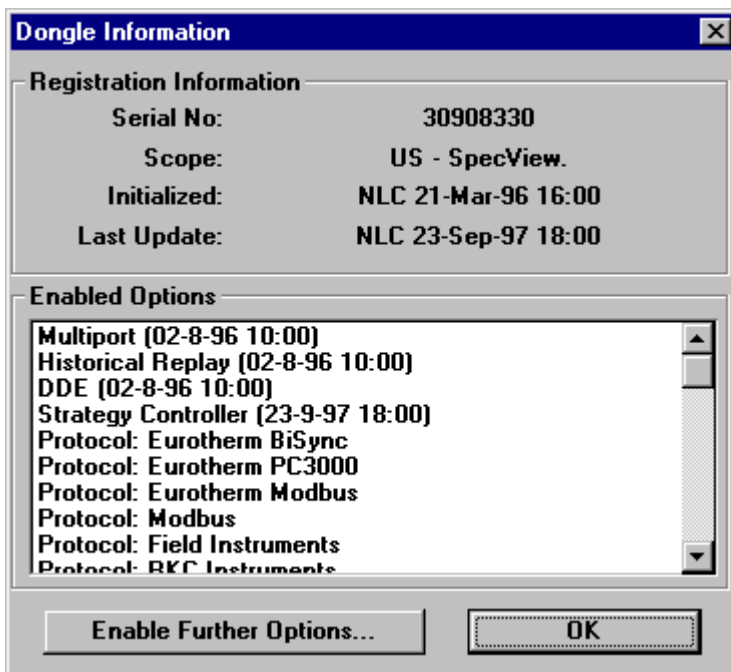 Dongle Information
Registration Information
Serial No: 30908330
Scope: US - SpecView.
Initialized: NLC 21-Mar-96 16:00
Last Update: NLC 23-Sep-97 18:00
Enabled Options
Multiport (02-8-96 10:00)
Historical Replay (02-8-96 10:00)
DDE (02-8-96 10:00)
Strategy Controller (23-9-97 18:00)
Protocol: Eurotherm BiSync
Protocol: Eurotherm PC3000
Protocol: Eurotherm Modbus
Protocol: Modbus
Protocol: Field Instruments
Protocol: RKC Instruments
Enable Further Options...
OK